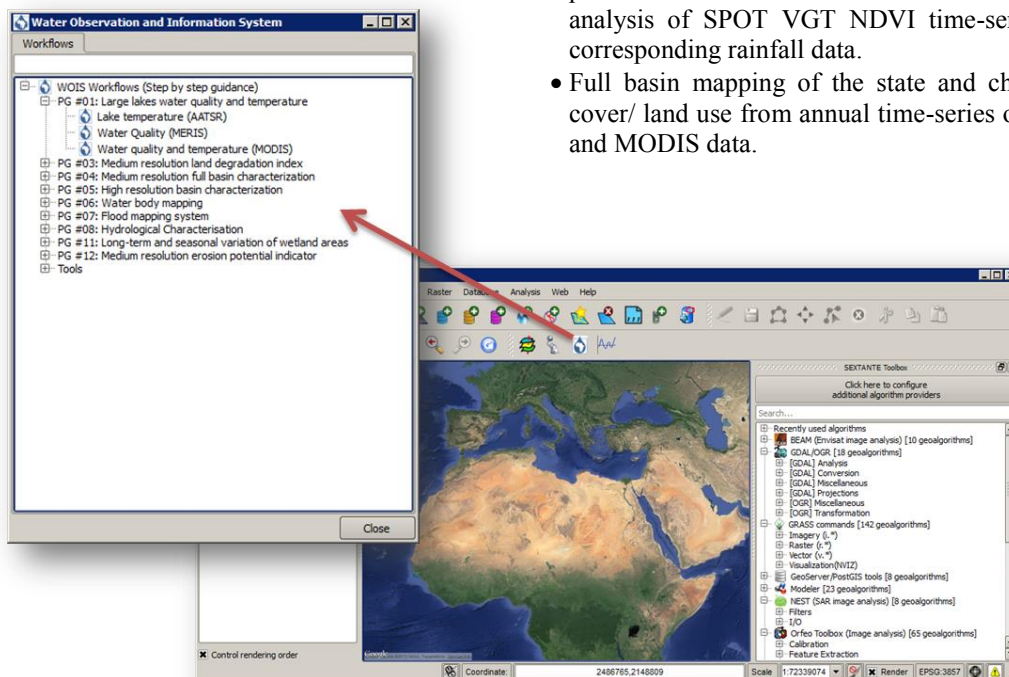 analysis of SPOT VGT NDVI time-ser
corresponding rainfall data.
• Full basin mapping of the state and ch
cover/ land use from annual time-series o
and MODIS data.
Water Observation and Information System
Workflows
WOIS Workflows (Step by step guidance)
PG #01: Large lakes water quality and temperature
Lake temperature (AATSR)
Water Quality (MERIS)
Water quality and temperature (MODIS)
PG #03: Medium resolution land degradation index
PG #04: Medium resolution full basin characterization
PG #05: High resolution basin characterization
PG #06: Water body mapping
PG #07: Flood mapping system
PG #08: Hydrological Characterisation
PG #11: Long-term and seasonal variation of wetland areas
PG #12: Medium resolution erosion potential indicator
Tools
Close
Raster Database Analysis Web Help
SEXTANTE Toolbox
Click here to configure
additional algorithm providers
Search...
Recently used algorithms
BEAM (Envisat image analysis) [10 geoalgorithms]
GDAL/OGR [18 geoalgorithms]
[GDAL] Analysis
[GDAL] Conversion
[GDAL] Miscellaneous
[GDAL] Projections
[OGR] Miscellaneous
[OGR] Transformation
GRASS commands [142 geoalgorithms]
Imagery (i.*)
Raster (r.*)
Vector (v.*)
Visualization(NVIZ)
GeoServer/PostGIS tools [8 geoalgorithms]
Modeler [23 geoalgorithms]
NEST (SAR image analysis) [8 geoalgorithms]
Filters
I/O
Orfeo Toolbox (Image analysis) [65 geoalgorithms]
Calibration
Feature Extraction
Control rendering order
Google
Coordinate: 2486765,2148809 Scale 1:72339074 Render EPSG:3857